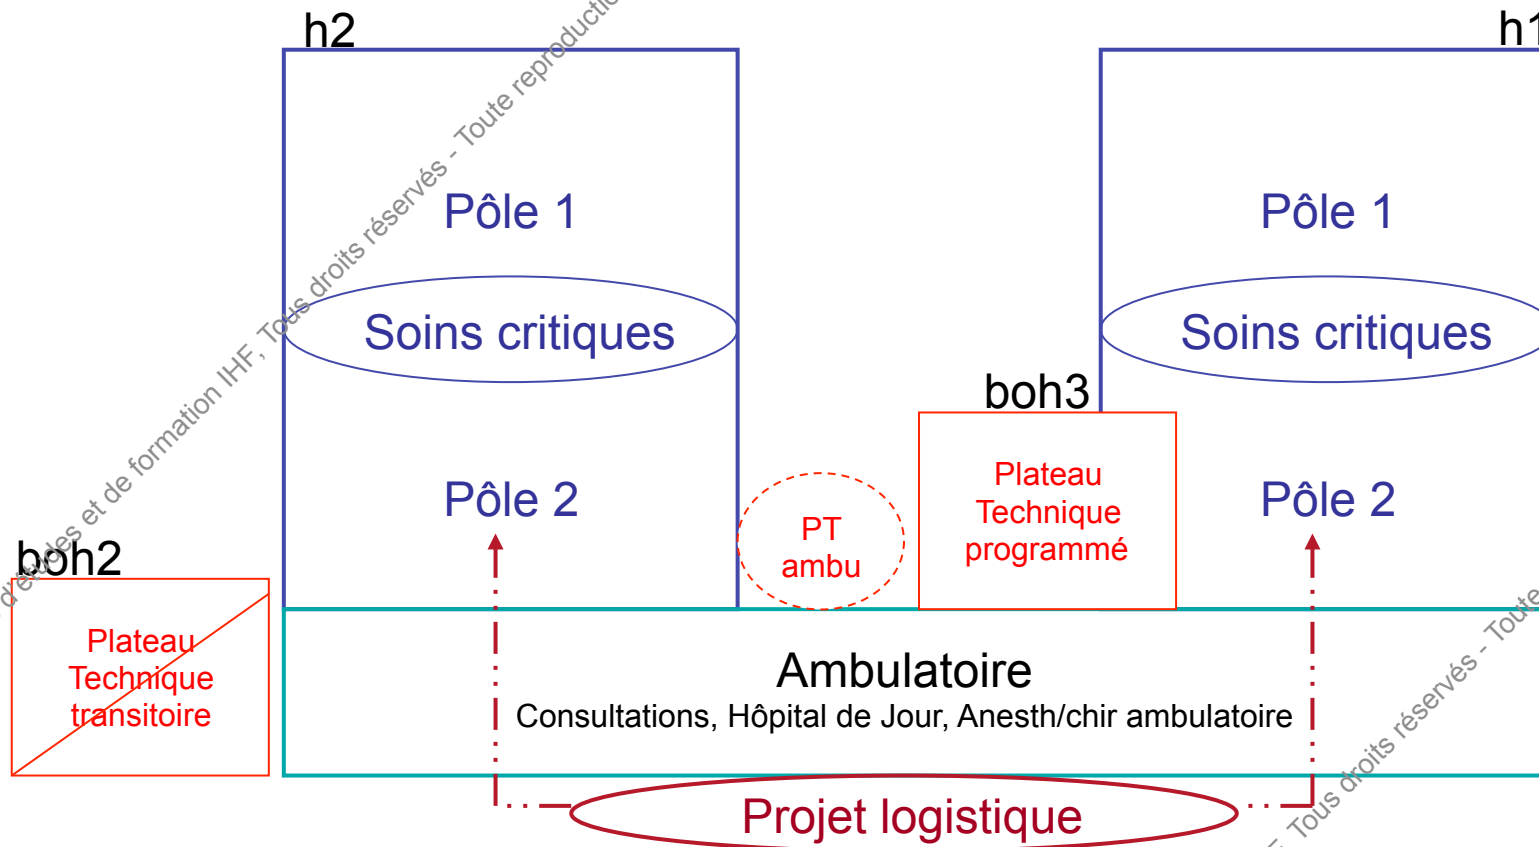 h2
h1
Pôle 1
Pôle 1
Soins critiques
Soins critiques
boh3
Plateau
Technique
programmé
Pôle 2
Pôle 2
PT
ambu
boh2
Plateau
Technique
transitoire
Ambulatoire
Consultations, Hôpital de Jour, Anesth/chir ambulatoire
Projet logistique
d'études et de formation IHF, Tous droits réservés - Toute reproductio
F, Tous droits réservés - Toute